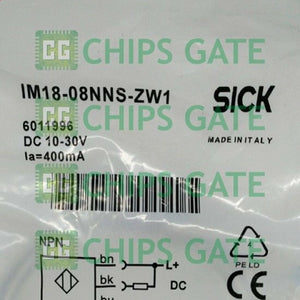 CHIPS GATE
IM18-08NNS-ZW1
SICK
6011996
DC 10-30V
Ia=400mA
MADE IN ITALY
CHIPS GATE
CHIPS GATE
NPN
bn
L+
bk
DC
bu
PE LD
CHIPS GATE